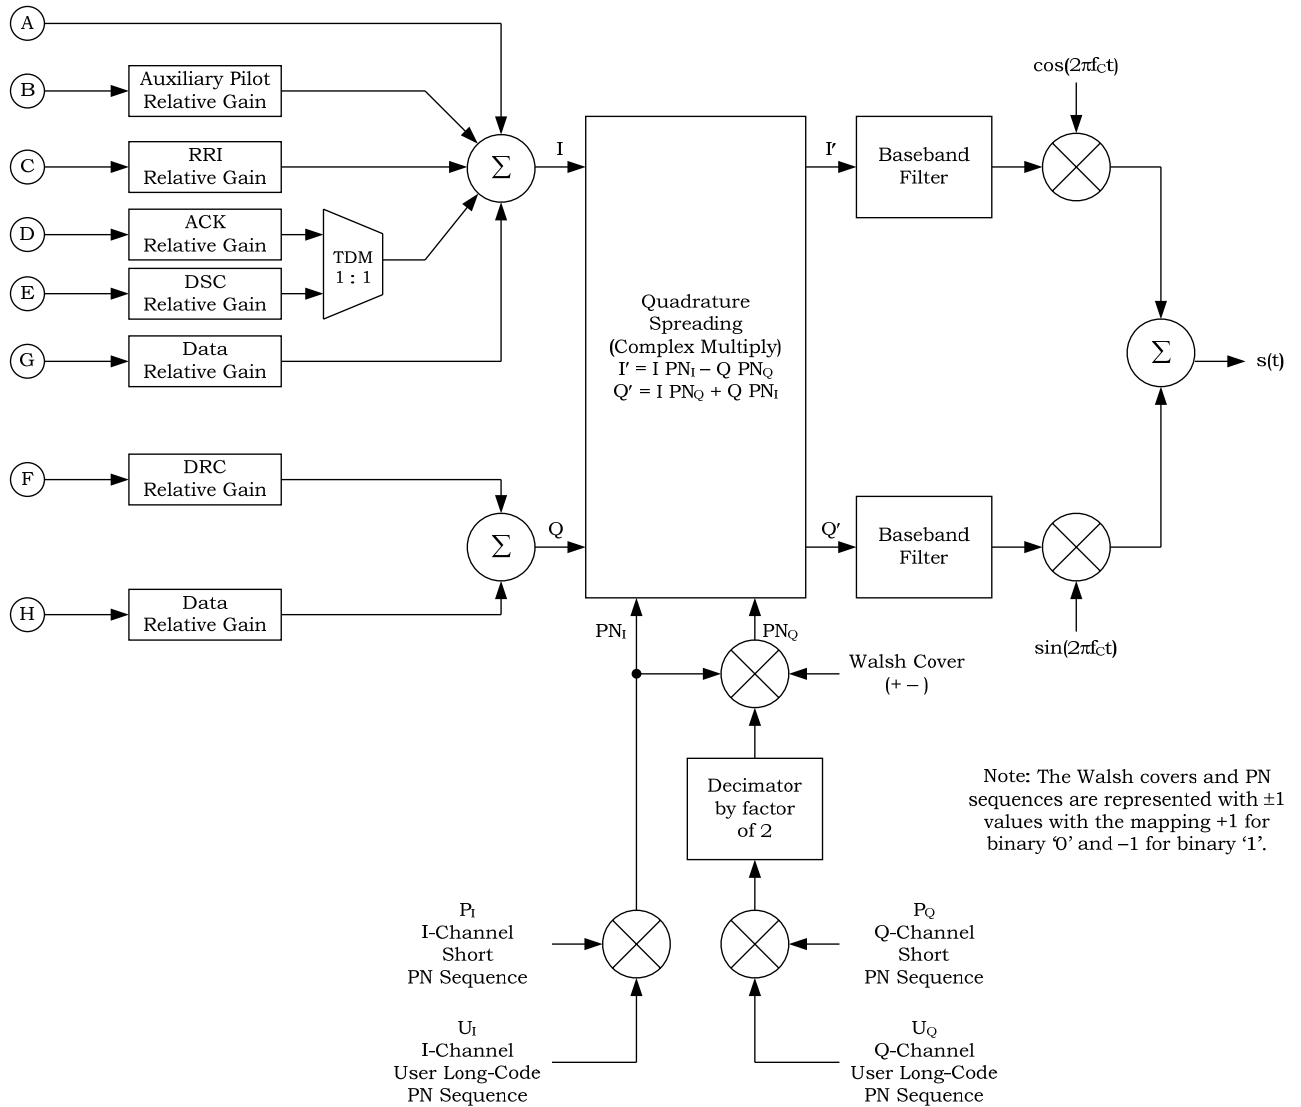 A
B
Auxiliary Pilot
Relative Gain
C
RRI
Relative Gain
D
ACK
Relative Gain
E
DSC
Relative Gain
TDM
1 : 1
G
Data
Relative Gain
F
DRC
Relative Gain
H
Data
Relative Gain
Σ
I
Σ
Q
Quadrature
Spreading
(Complex Multiply)
I′ = I PNI – Q PNQ
Q′ = I PNQ + Q PNI
I′
Baseband
Filter
cos(2πfCt)
Q′
Baseband
Filter
sin(2πfCt)
Σ
s(t)
PNI
PNQ
Walsh Cover
(+ – )
Decimator
by factor
of 2
Note: The Walsh covers and PN
sequences are represented with ±1
values with the mapping +1 for
binary ‘0’ and –1 for binary ‘1’.
PI
I-Channel
Short
PN Sequence
PQ
Q-Channel
Short
PN Sequence
UI
I-Channel
User Long-Code
PN Sequence
UQ
Q-Channel
User Long-Code
PN Sequence